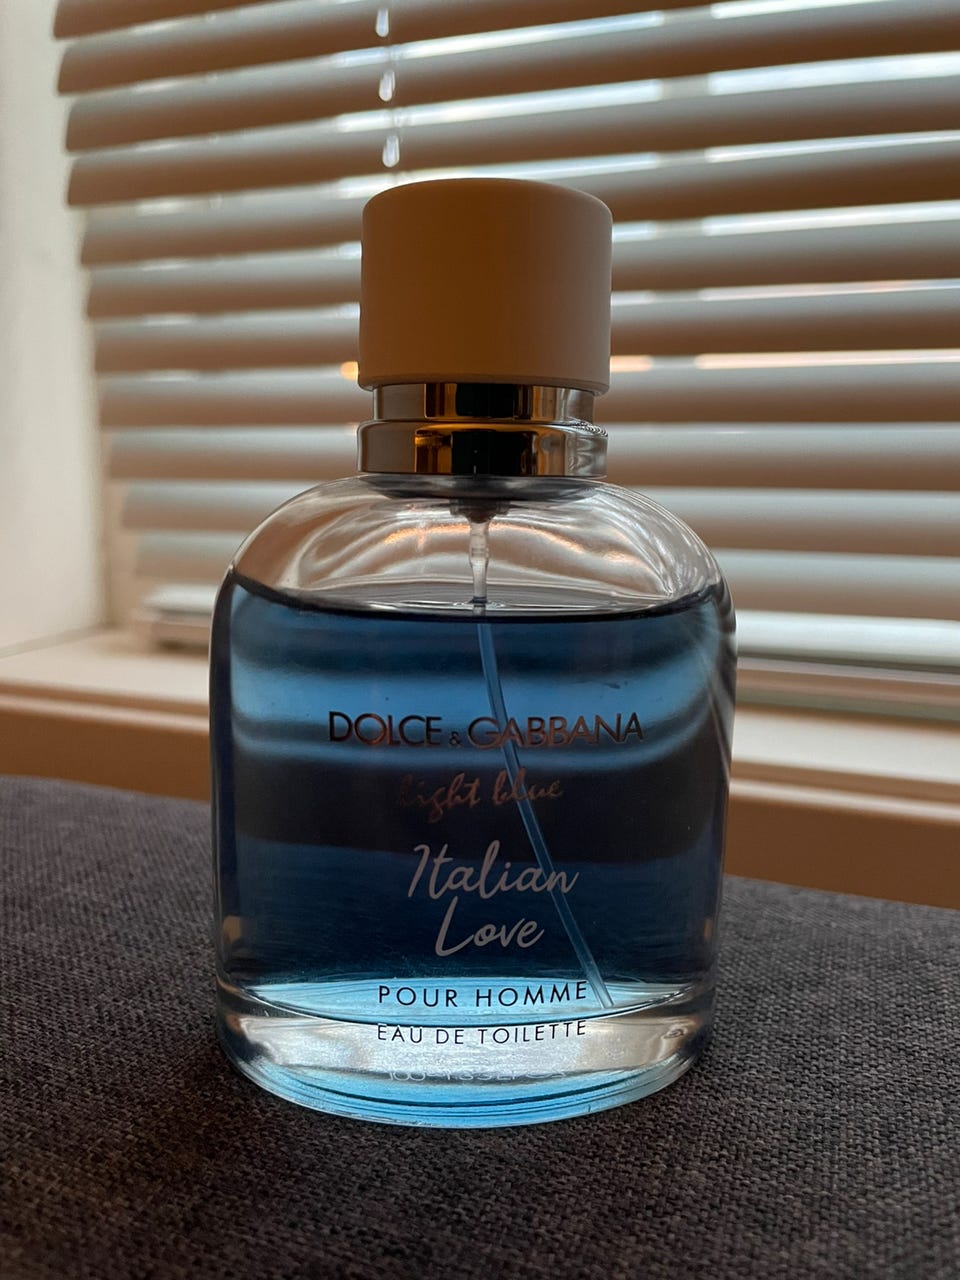 DOLCE & GABBANA
light blue
Italian
Love
POUR HOMME
EAU DE TOILETTE